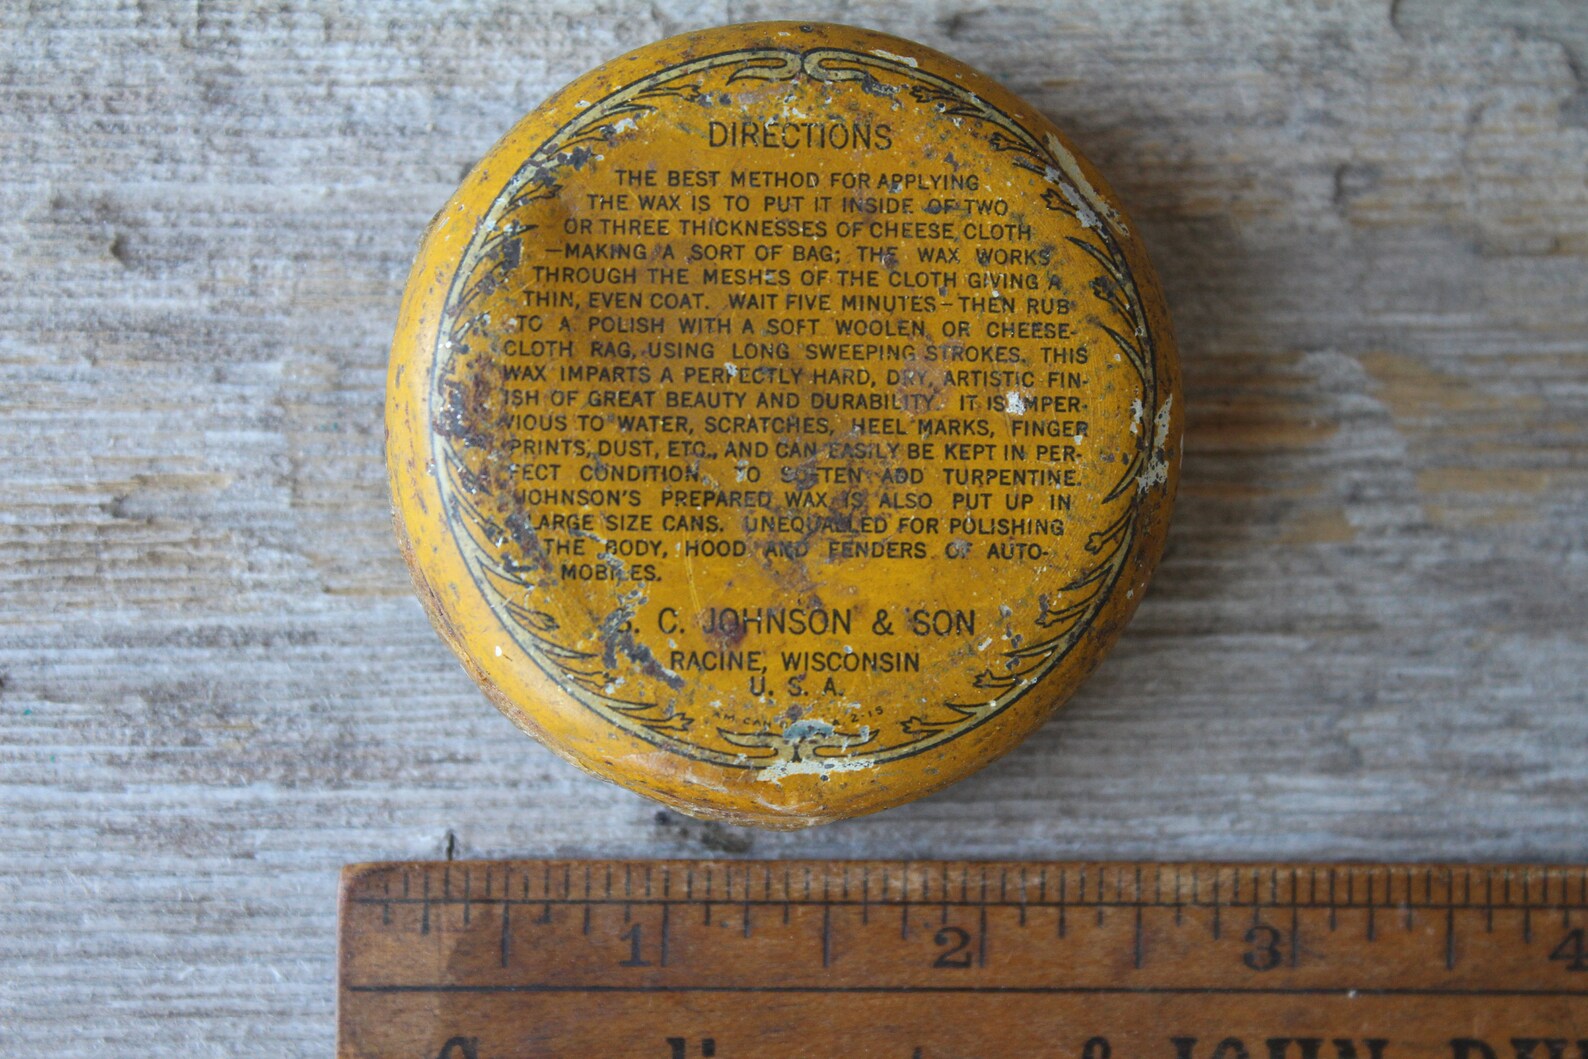 DIRECTIONS
THE BEST METHOD FOR APPLYING
THE WAX IS TO PUT IT INSIDE OF TWO
OR THREE THICKNESSES OF CHEESE CLOTH
—MAKING A SORT OF BAG; THE WAX WORKS
THROUGH THE MESHES OF THE CLOTH GIVING A
THIN, EVEN COAT. WAIT FIVE MINUTES—THEN RUB
TO A POLISH WITH A SOFT WOOLEN OR CHEESE-
CLOTH RAG, USING LONG SWEEPING STROKES. THIS
WAX IMPARTS A PERFECTLY HARD, DRY, ARTISTIC FIN-
ISH OF GREAT BEAUTY AND DURABILITY. IT IS IMPER-
VIOUS TO WATER, SCRATCHES, HEEL MARKS, FINGER
PRINTS, DUST, ETC., AND CAN EASILY BE KEPT IN PER-
FECT CONDITION. TO SOFTEN ADD TURPENTINE.
JOHNSON'S PREPARED WAX IS ALSO PUT UP IN
LARGE SIZE CANS. UNEQUALLED FOR POLISHING
THE BODY, HOOD AND FENDERS OF AUTO-
MOBILES.
S. C. JOHNSON & SON
RACINE, WISCONSIN
U. S. A.
AM. CAN
1 2 3 4
& JOHN